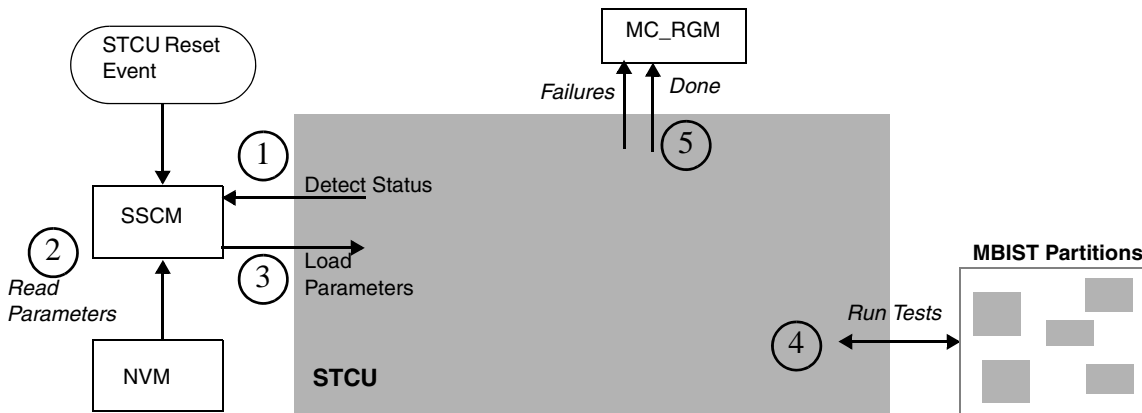 STCU Reset
Event
MC_RGM
Failures
Done
5
1
Detect Status
SSCM
2
Read
Parameters
3
Load
Parameters
MBIST Partitions
Run Tests
4
NVM
STCU